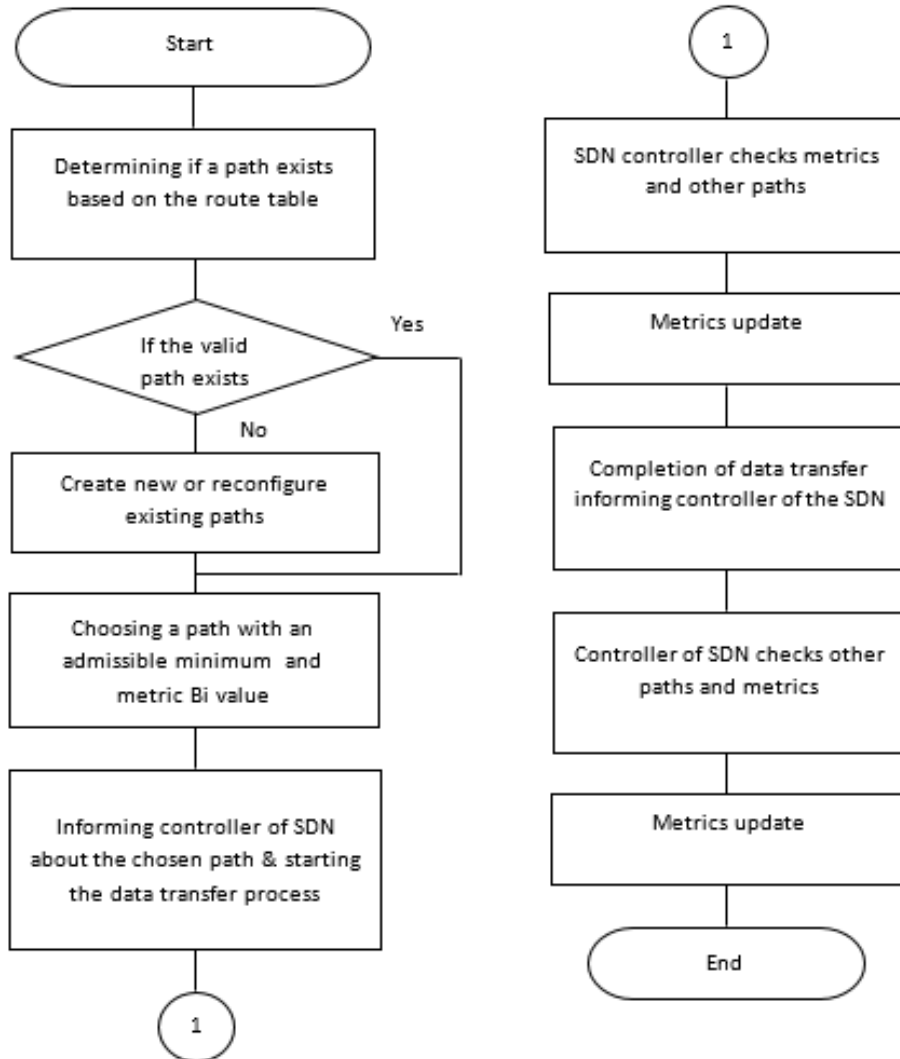 Start
Determining if a path exists
based on the route table
If the valid
path exists
Yes
No
Create new or reconfigure
existing paths
Choosing a path with an
admissible minimum and
metric Bi value
Informing controller of SDN
about the chosen path & starting
the data transfer process
1
1
SDN controller checks metrics
and other paths
Metrics update
Completion of data transfer
informing controller of the SDN
Controller of SDN checks other
paths and metrics
Metrics update
End